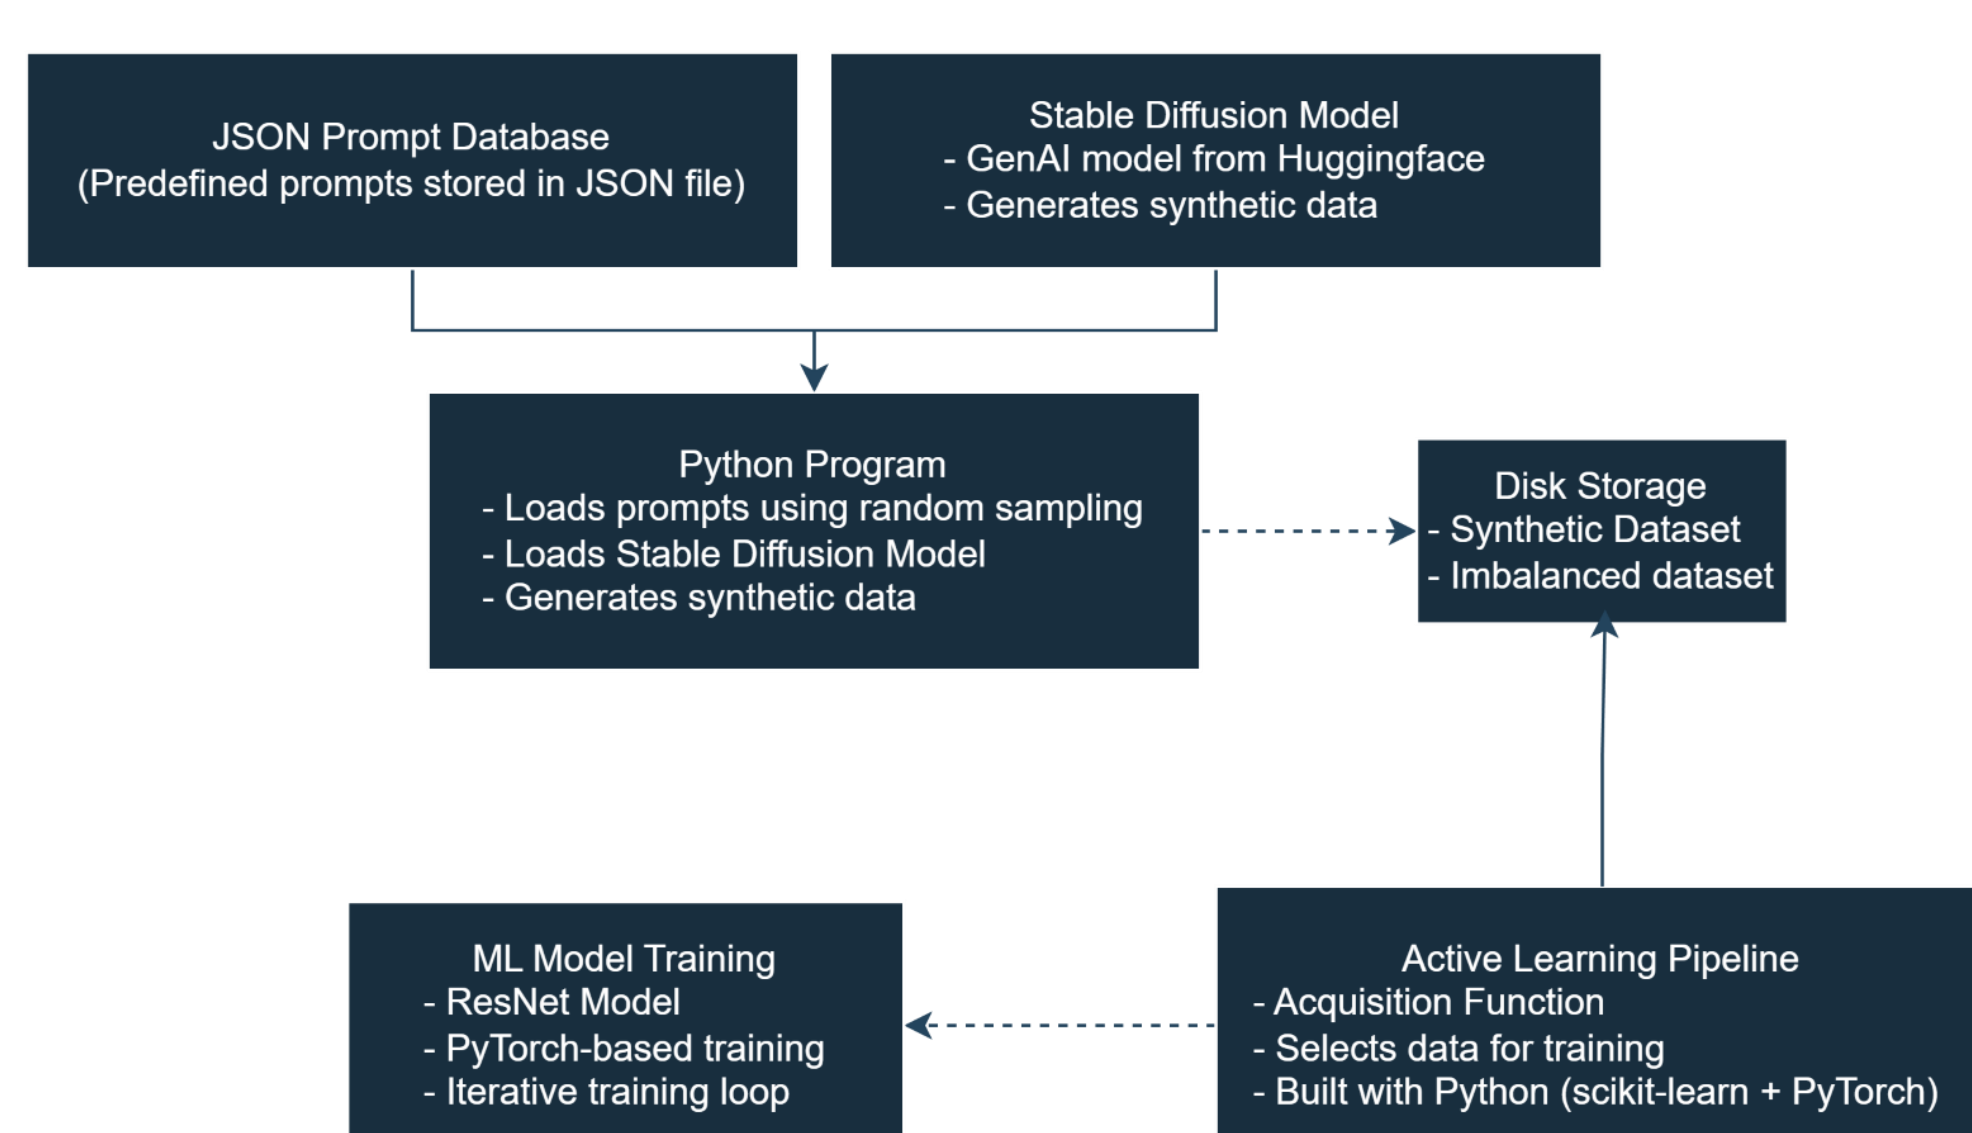 JSON Prompt Database
(Predefined prompts stored in JSON file)
Stable Diffusion Model
- GenAI model from Huggingface
- Generates synthetic data
Python Program
- Loads prompts using random sampling
- Loads Stable Diffusion Model
- Generates synthetic data
Disk Storage
- Synthetic Dataset
- Imbalanced dataset
ML Model Training
- ResNet Model
- PyTorch-based training
- Iterative training loop
Active Learning Pipeline
- Acquisition Function
- Selects data for training
- Built with Python (scikit-learn + PyTorch)